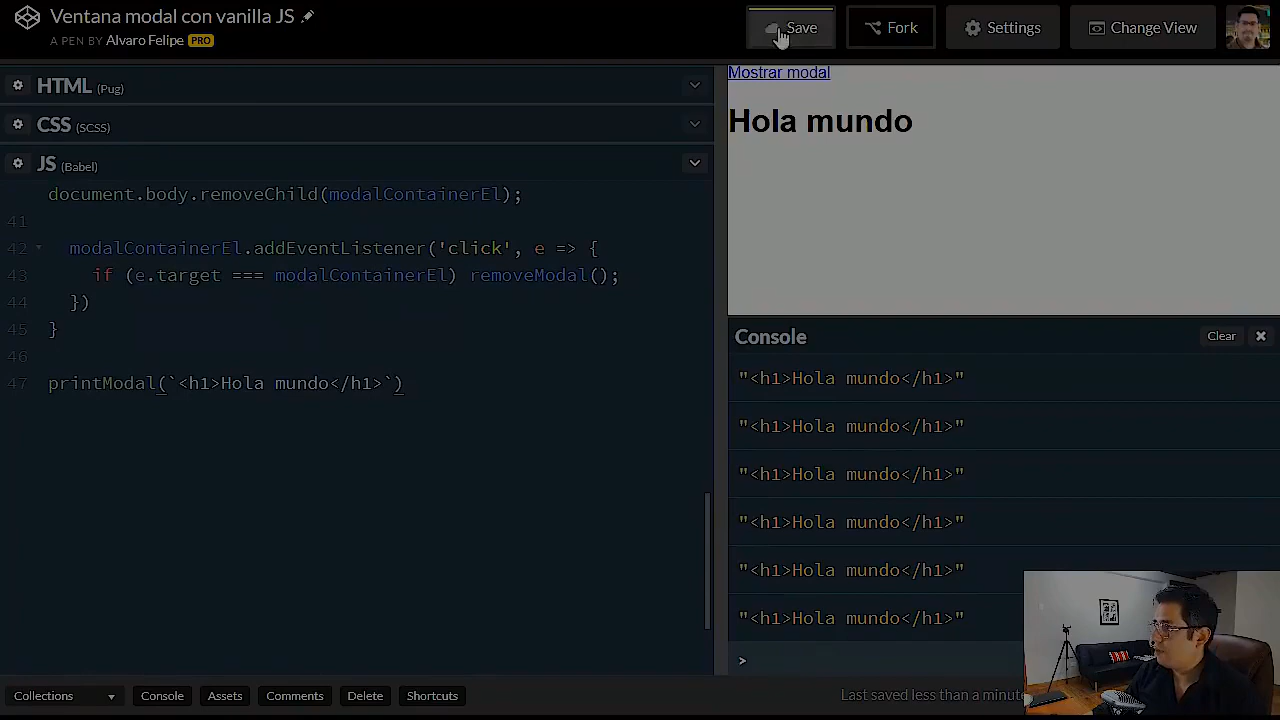 Ventana modal con vanilla JS
A PEN BY Alvaro Felipe PRO
Save
Fork
Settings
Change View
HTML (Pug)
CSS (SCSS)
JS (Babel)
document.body.removeChild(modalContainerEl);
41
42 modalContainerEl.addEventListener('click', e => {
43 if (e.target === modalContainerEl) removeModal();
44 })
45 }
46
47 printModal(`<h1>Hola mundo</h1>`)
Mostrar modal
Hola mundo
Console
Clear
"<h1>Hola mundo</h1>"
"<h1>Hola mundo</h1>"
"<h1>Hola mundo</h1>"
"<h1>Hola mundo</h1>"
"<h1>Hola mundo</h1>"
"<h1>Hola mundo</h1>"
>
Collections
Console
Assets
Comments
Delete
Shortcuts
Last saved less than a minute